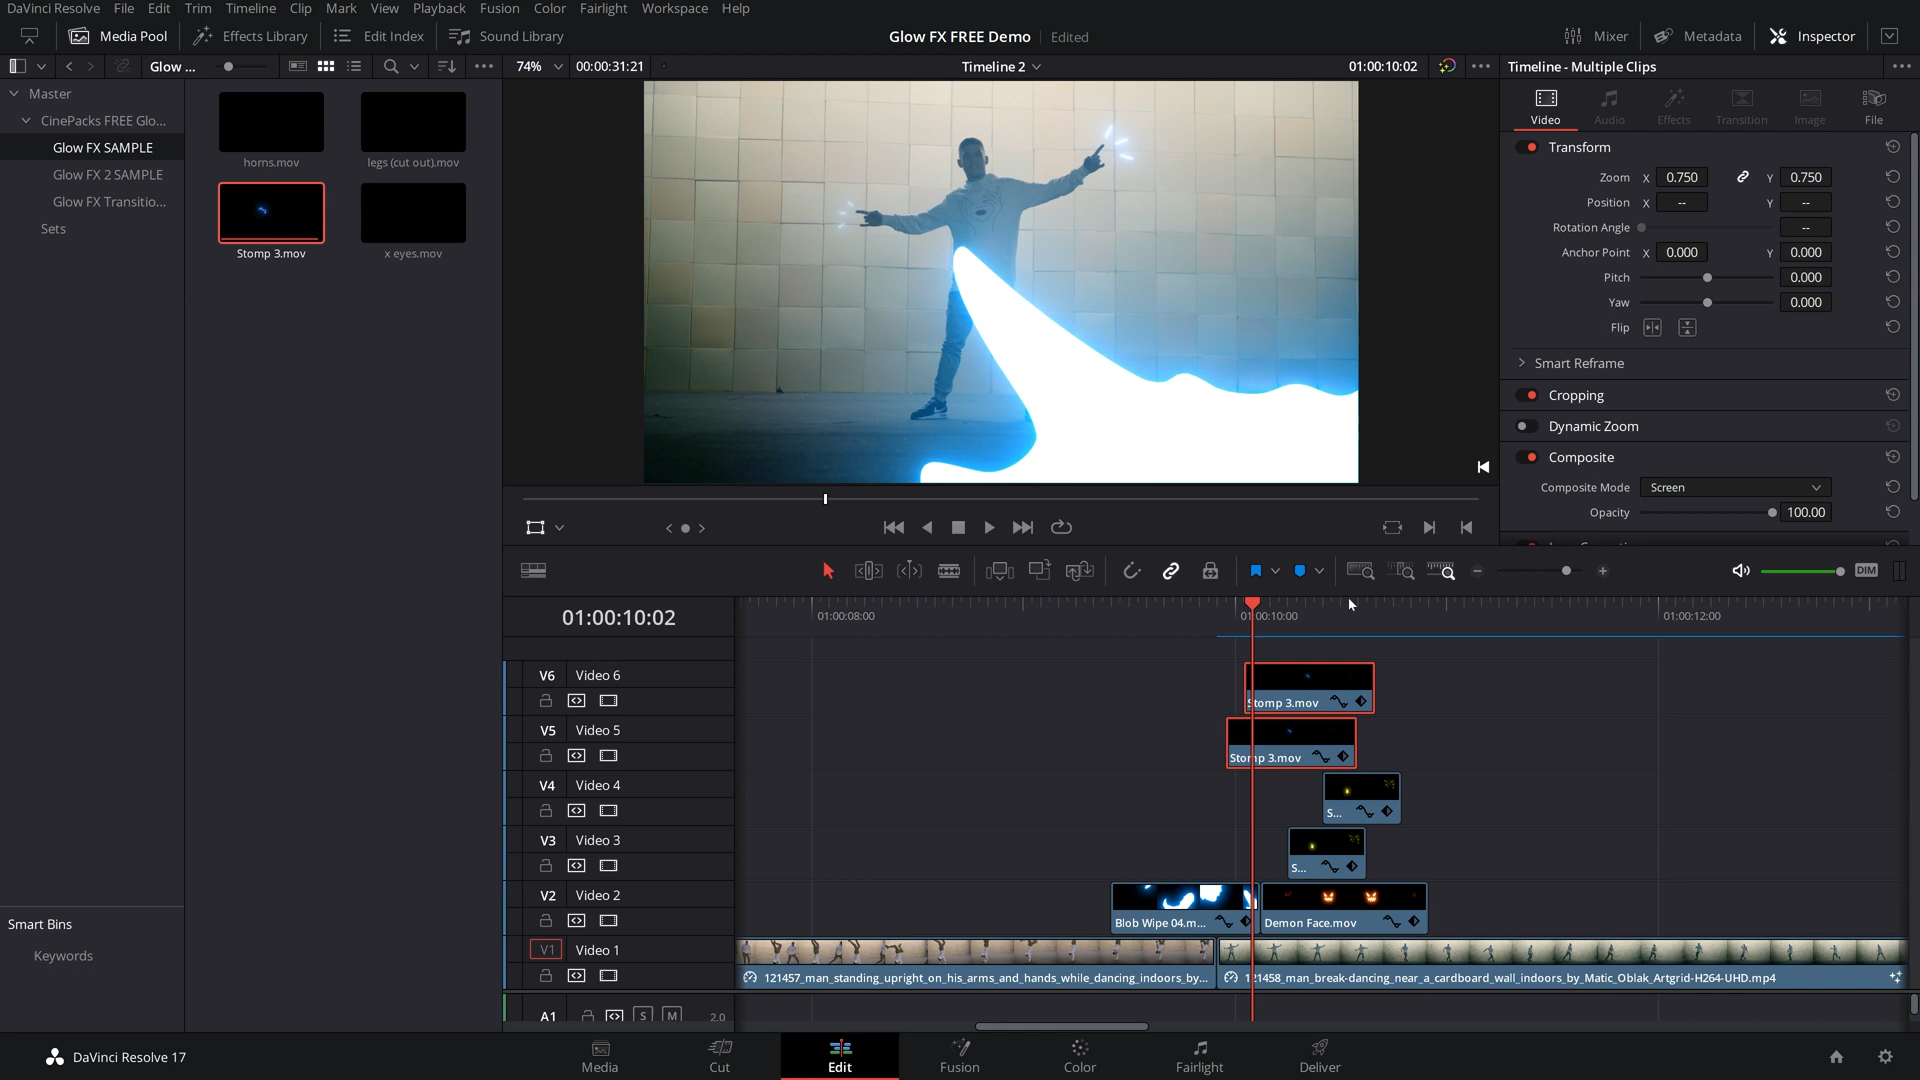 DaVinci Resolve File Edit Trim Timeline Clip Mark View Playback Fusion Color Fairlight Workspace Help
Media Pool Effects Library Edit Index Sound Library Glow FX FREE Demo Edited Mixer Metadata Inspector
Glow ... 74% 00:00:31:21 Timeline 2 01:00:10:02 Timeline - Multiple Clips
Master
CinePacks FREE Glo...
Glow FX SAMPLE
Glow FX 2 SAMPLE
Glow FX Transitio...
Sets
horns.mov legs (cut out).mov
Stomp 3.mov x eyes.mov
Video Audio Effects Transition Image File
Transform
Zoom X 0.750 Y 0.750
Position X -- Y --
Rotation Angle --
Anchor Point X 0.000 Y 0.000
Pitch 0.000
Yaw 0.000
Flip
Smart Reframe
Cropping
Dynamic Zoom
Composite
Composite Mode Screen
Opacity 100.00
DIM
01:00:10:02 01:00:08:00 01:00:10:00 01:00:12:00
V6 Video 6
Stomp 3.mov
V5 Video 5
Stomp 3.mov
V4 Video 4
S...
V3 Video 3
S...
V2 Video 2
Blob Wipe 04.m... Demon Face.mov
V1 Video 1
121457_man_standing_upright_on_his_arms_and_hands_while_dancing_indoors_by... 121458_man_break-dancing_near_a_cardboard_wall_indoors_by_Matic_Oblak_Artgrid-H264-UHD.mp4
A1 S M 2.0
Smart Bins
Keywords
DaVinci Resolve 17 Media Cut Edit Fusion Color Fairlight Deliver